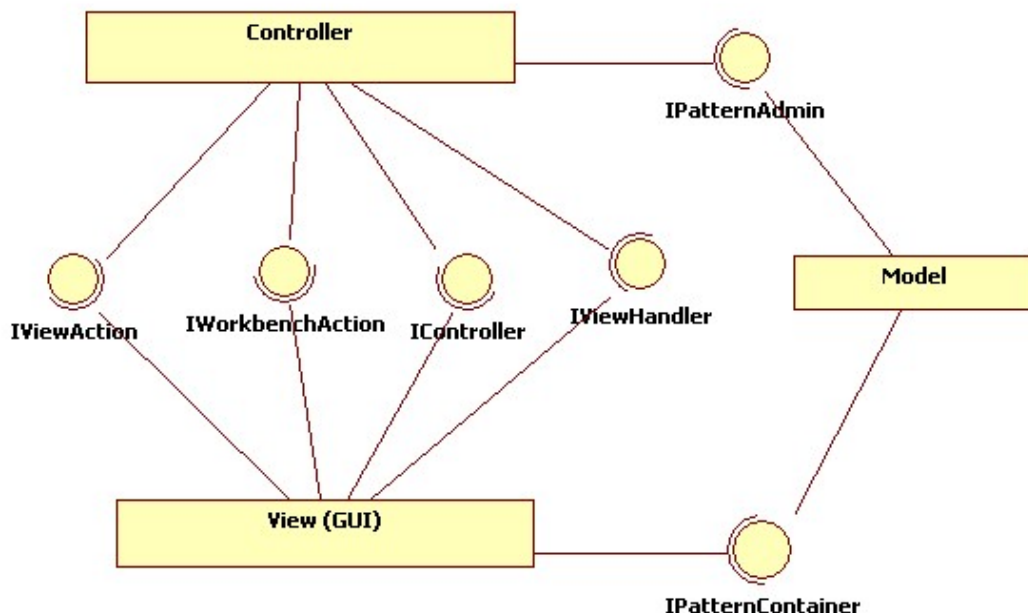 Controller
IPatternAdmin
Model
IViewAction
IWorkbenchAction
IController
IViewHandler
View (GUI)
IPatternContainer